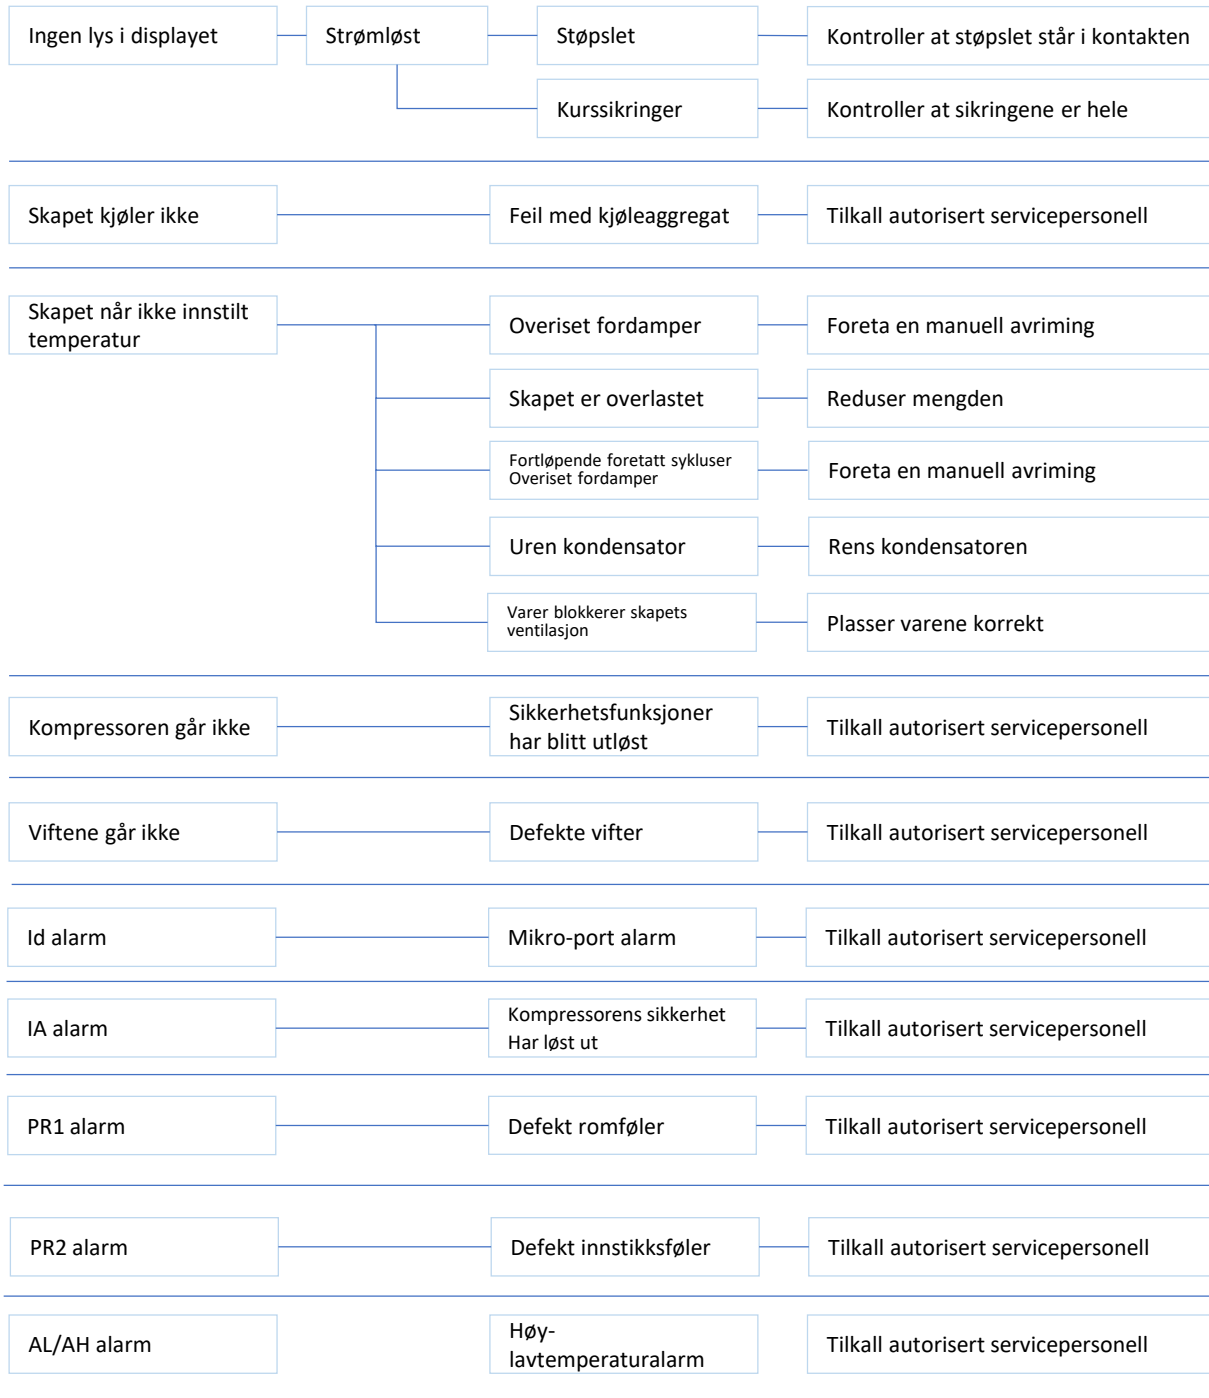 Ingen lys i displayet
Strømløst
Støpslet
Kontroller at støpslet står i kontakten
Kurssikringer
Kontroller at sikringene er hele
Skapet kjøler ikke
Feil med kjøleaggregat
Tilkall autorisert servicepersonell
Skapet når ikke innstilt
temperatur
Overiset fordamper
Foreta en manuell avriming
Skapet er overlastet
Reduser mengden
Fortløpende foretatt sykluser
Overiset fordamper
Foreta en manuell avriming
Uren kondensator
Rens kondensatoren
Varer blokkerer skapets
ventilasjon
Plasser varene korrekt
Kompressoren går ikke
Sikkerhetsfunksjoner
har blitt utløst
Tilkall autorisert servicepersonell
Viftene går ikke
Defekte vifter
Tilkall autorisert servicepersonell
Id alarm
Mikro-port alarm
Tilkall autorisert servicepersonell
IA alarm
Kompressorens sikkerhet
Har løst ut
Tilkall autorisert servicepersonell
PR1 alarm
Defekt romføler
Tilkall autorisert servicepersonell
PR2 alarm
Defekt innstikksføler
Tilkall autorisert servicepersonell
AL/AH alarm
Høy-
lavtemperaturalarm
Tilkall autorisert servicepersonell